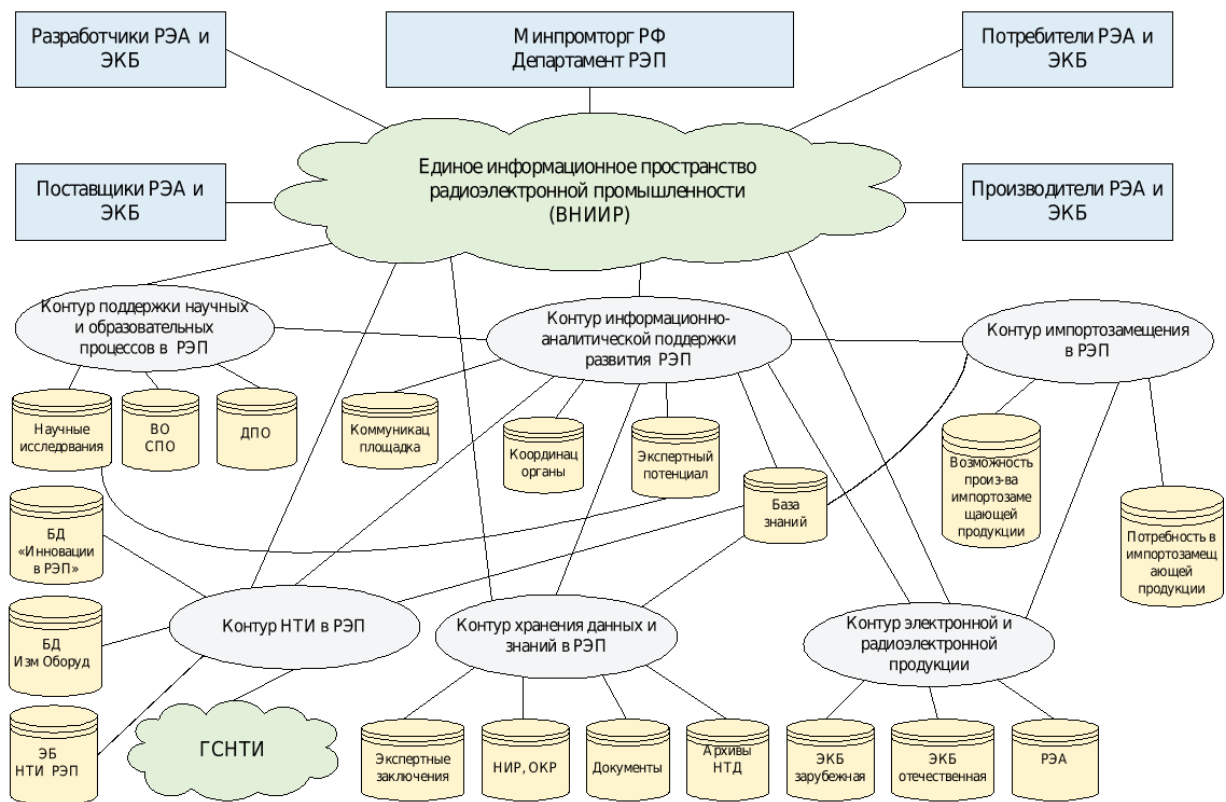 Разработчики РЭА и
ЭКБ
Минпромторг РФ
Департамент РЭП
Потребители РЭА и
ЭКБ
Единое информационное пространство
радиоэлектронной промышленности
(ВНИИР)
Поставщики РЭА и
ЭКБ
Производители РЭА и
ЭКБ
Контур поддержки научных
и образовательных
процессов в РЭП
Контур информационно-
аналитической поддержки
развития РЭП
Контур импортозамещения
в РЭП
Научные
исследования
ВО
СПО
ДПО
Коммуникац
площадка
Координац
органы
Экспертный
потенциал
База
знаний
Возможность
произ-ва
импортозаме
щающей
продукции
Потребность в
импортозамещ
ающей
продукции
БД
«Инновации
в РЭП»
БД
Изм Оборуд
ЭБ
НТИ РЭП
Контур НТИ в РЭП
Контур хранения данных и
знаний в РЭП
Контур электронной и
радиоэлектронной
продукции
ГСНТИ
Экспертные
заключения
НИР, ОКР
Документы
Архивы
НТД
ЭКБ
зарубежная
ЭКБ
отечественная
РЭА